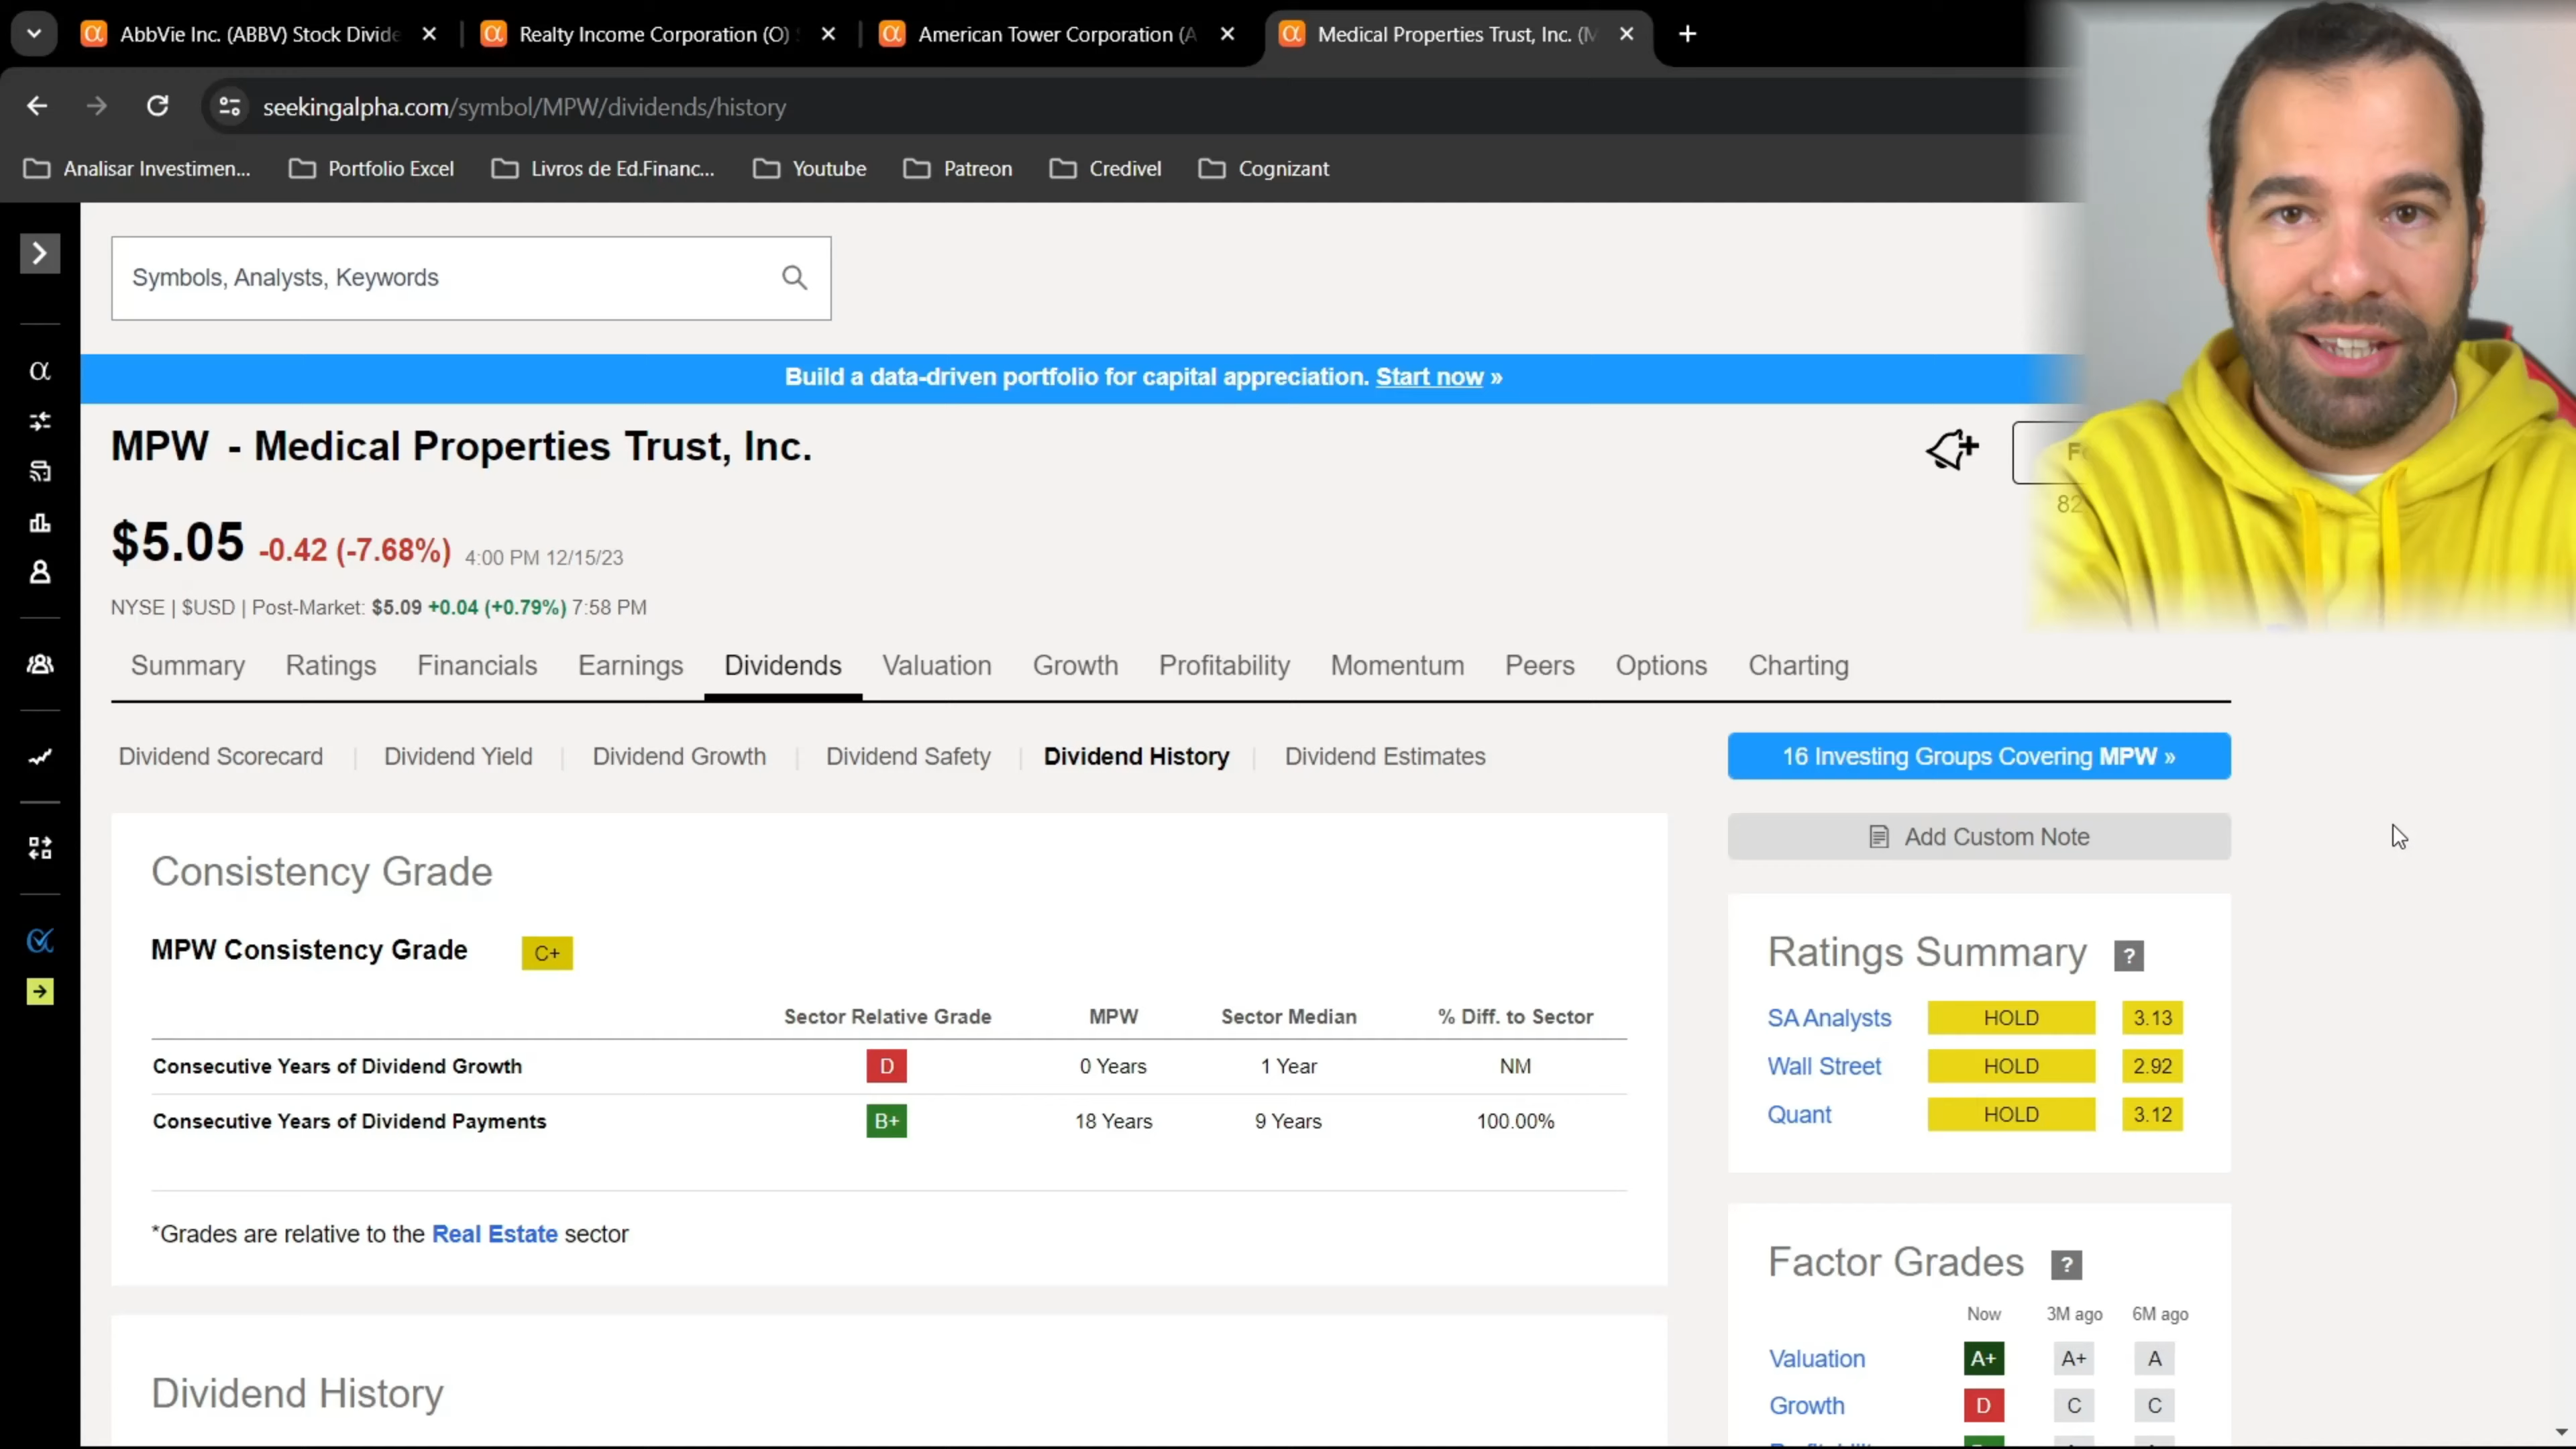 AbbVie Inc. (ABBV) Stock Divide
Realty Income Corporation (O)
American Tower Corporation (A
Medical Properties Trust, Inc. (M
seekingalpha.com/symbol/MPW/dividends/history
Analisar Investimen...
Portfolio Excel
Livros de Ed.Financ...
Youtube
Patreon
Credivel
Cognizant
Symbols, Analysts, Keywords
Build a data-driven portfolio for capital appreciation. Start now »
MPW - Medical Properties Trust, Inc.
$5.05 -0.42 (-7.68%) 4:00 PM 12/15/23
NYSE | $USD | Post-Market: $5.09 +0.04 (+0.79%) 7:58 PM
Summary Ratings Financials Earnings Dividends Valuation Growth Profitability Momentum Peers Options Charting
Dividend Scorecard Dividend Yield Dividend Growth Dividend Safety Dividend History Dividend Estimates
16 Investing Groups Covering MPW »
Add Custom Note
Consistency Grade
MPW Consistency Grade C+
Sector Relative Grade MPW Sector Median % Diff. to Sector
Consecutive Years of Dividend Growth D 0 Years 1 Year NM
Consecutive Years of Dividend Payments B+ 18 Years 9 Years 100.00%
*Grades are relative to the Real Estate sector
Dividend History
Ratings Summary ?
SA Analysts HOLD 3.13
Wall Street HOLD 2.92
Quant HOLD 3.12
Factor Grades ?
Now 3M ago 6M ago
Valuation A+ A+ A
Growth D C C